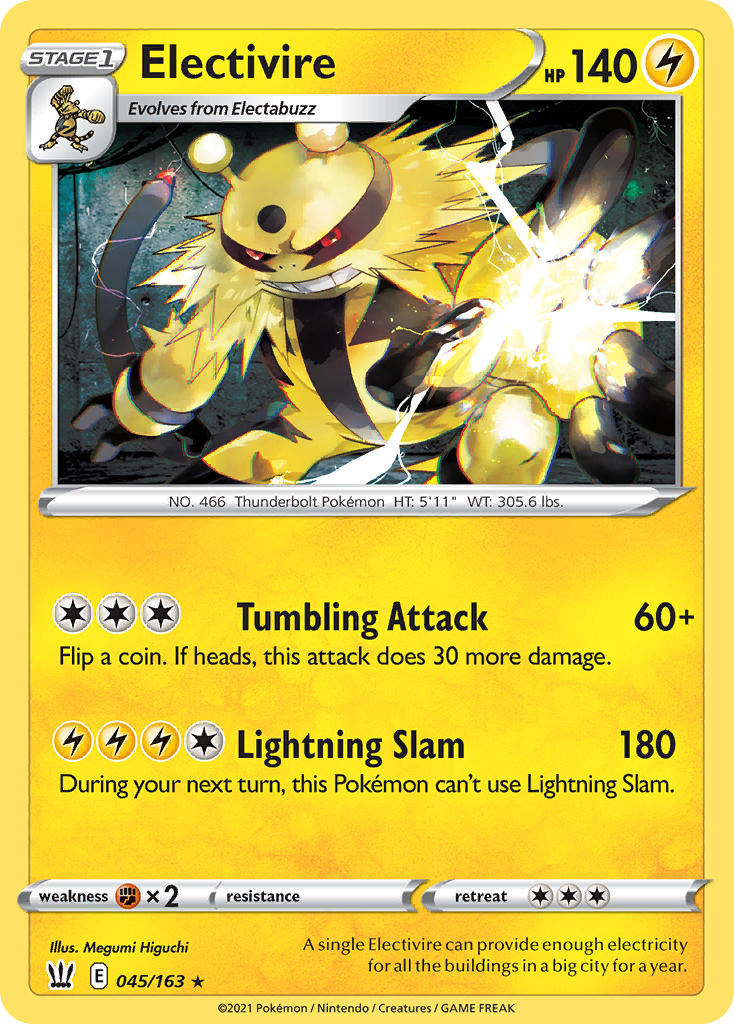 STAGE 1
Electivire
HP 140
Evolves from Electabuzz
NO. 466 Thunderbolt Pokémon HT: 5'11" WT: 305.6 lbs.
Tumbling Attack 60+
Flip a coin. If heads, this attack does 30 more damage.
Lightning Slam 180
During your next turn, this Pokémon can't use Lightning Slam.
weakness ×2 resistance retreat
Illus. Megumi Higuchi
A single Electivire can provide enough electricity
for all the buildings in a big city for a year.
E 045/163 ★
©2021 Pokémon / Nintendo / Creatures / GAME FREAK